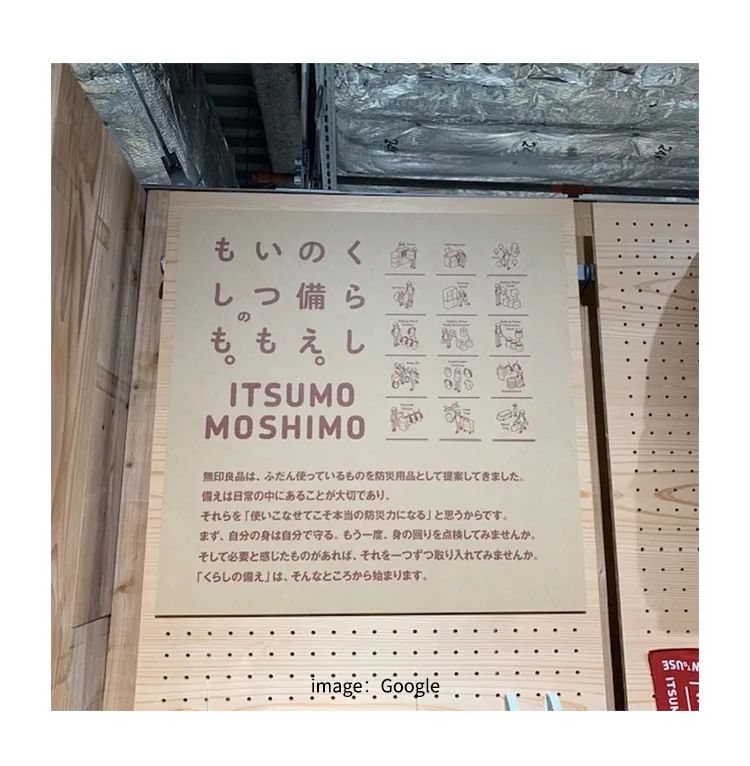 くらし
の備え。
いつも
の
もしも。
ITSUMO
MOSHIMO
無印良品は、ふだん使っているものを防災用品として提案してきました。
備えは日常の中にあることが大切であり、
それらを「使いこなせてこそ本当の防災力になる」と思うからです。
まず、自分の身は自分で守る。もう一度、身の回りを点検してみませんか。
そして必要と感じたものがあれば、それを一つずつ取り入れてみませんか。
「くらしの備え」は、そんなところから始まります。
image：Google